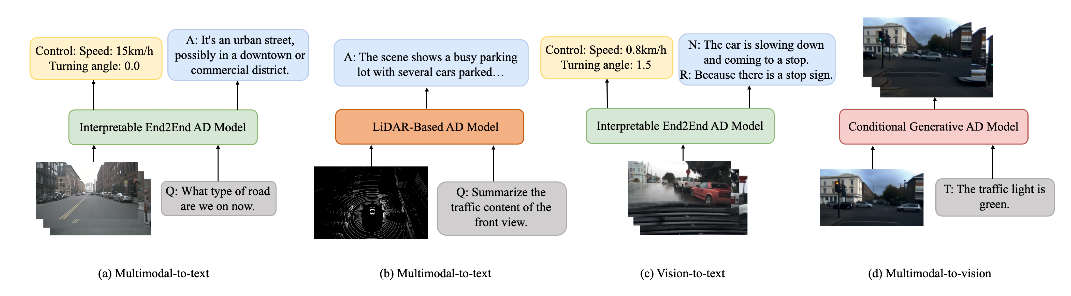 Control: Speed: 15km/h
Turning angle: 0.0
A: It's an urban street,
possibly in a downtown or
commercial district.
Interpretable End2End AD Model
Q: What type of road
are we on now.
(a) Multimodal-to-text
A: The scene shows a busy parking
lot with several cars parked…
LiDAR-Based AD Model
Q: Summarize the
traffic content of the
front view.
(b) Multimodal-to-text
Control: Speed: 0.8km/h
Turning angle: 1.5
N: The car is slowing down
and coming to a stop.
R: Because there is a stop sign.
Interpretable End2End AD Model
(c) Vision-to-text
Conditional Generative AD Model
T: The traffic light is
green.
(d) Multimodal-to-vision